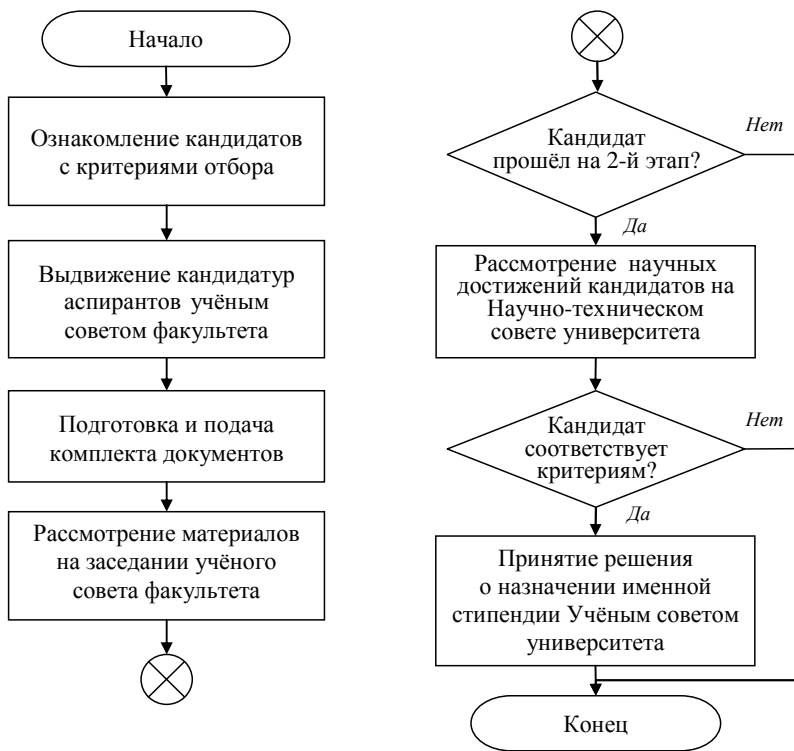 Начало
Ознакомление кандидатов
с критериями отбора
Выдвижение кандидатур
аспирантов учёным
советом факультета
Подготовка и подача
комплекта документов
Рассмотрение материалов
на заседании учёного
совета факультета
Кандидат
прошёл на 2-й этап?
Нет
Да
Рассмотрение научных
достижений кандидатов на
Научно-техническом
совете университета
Кандидат
соответствует
критериям?
Нет
Да
Принятие решения
о назначении именной
стипендии Учёным советом
университета
Конец